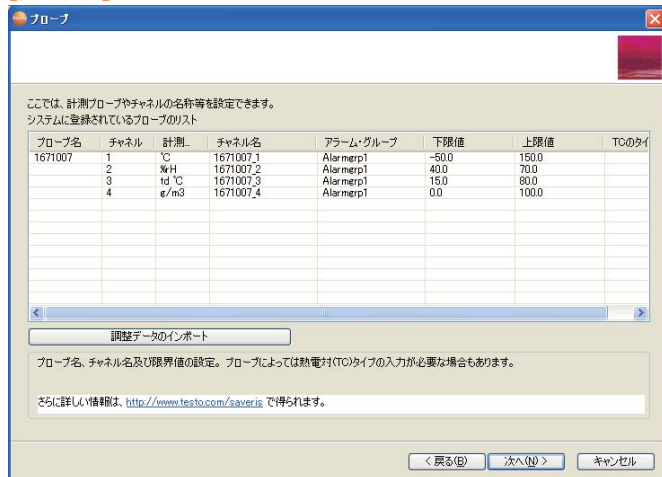 プローブ
ここでは、計測プローブやチャネルの名称等を設定できます。
システムに登録されているプローブのリスト
プローブ名 チャネル 計測... チャネル名 アラーム・グループ 下限値 上限値 TCのタイ
1671007 1 ℃ 1671007_1 Alarmgrp1 -50.0 150.0
2 %rH 1671007_2 Alarmgrp1 40.0 70.0
3 td ℃ 1671007_3 Alarmgrp1 15.0 80.0
4 g/m3 1671007_4 Alarmgrp1 0.0 100.0
調整データのインポート
プローブ名、チャネル名及び限界値の設定。プローブによっては熱電対(TC)タイプの入力が必要な場合もあります。
さらに詳しい情報は、http://www.testo.com/saveris で得られます。
< 戻る(B) 次へ(N) > キャンセル